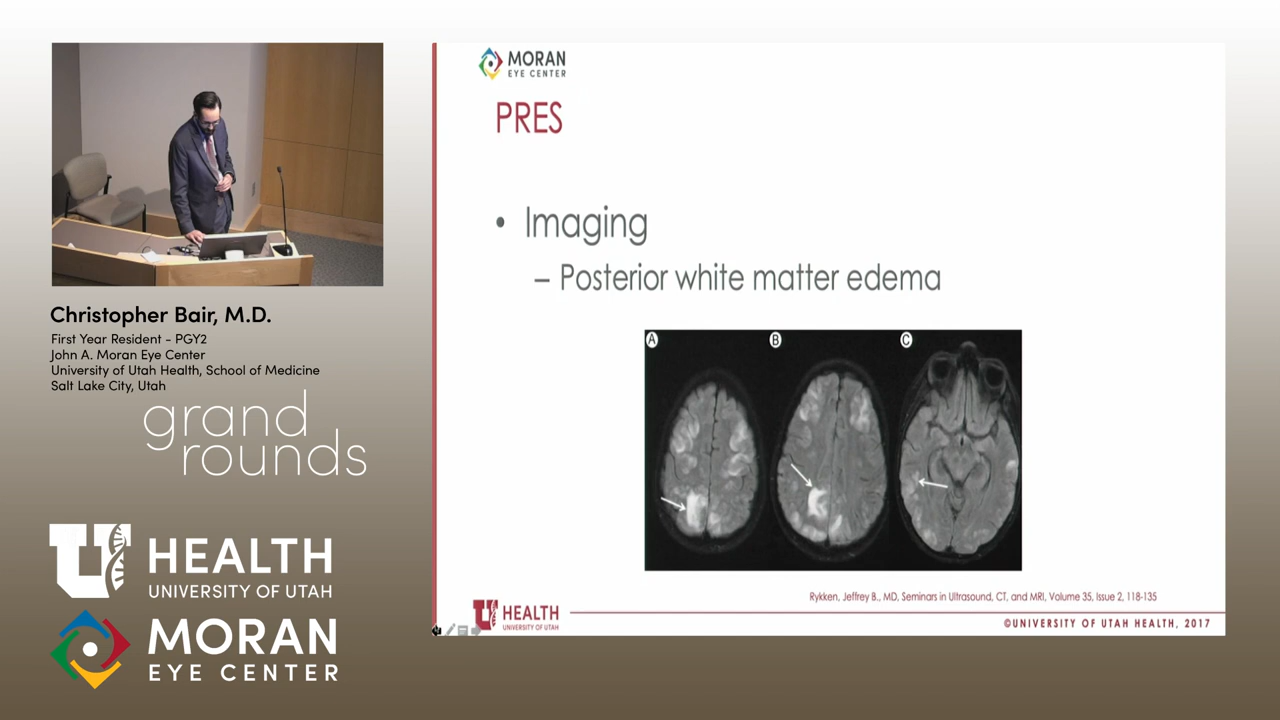 Christopher Bair, M.D.
First Year Resident - PGY2
John A. Moran Eye Center
University of Utah Health, School of Medicine
Salt Lake City, Utah
grand
rounds
U HEALTH
UNIVERSITY OF UTAH
MORAN
EYE CENTER
MORAN
EYE CENTER
PRES
• Imaging
– Posterior white matter edema
A B C
Rykken, Jeffrey B., MD, Seminars in Ultrasound, CT, and MRI, Volume 35, Issue 2, 118-135
U HEALTH
UNIVERSITY OF UTAH
©UNIVERSITY OF UTAH HEALTH, 2017